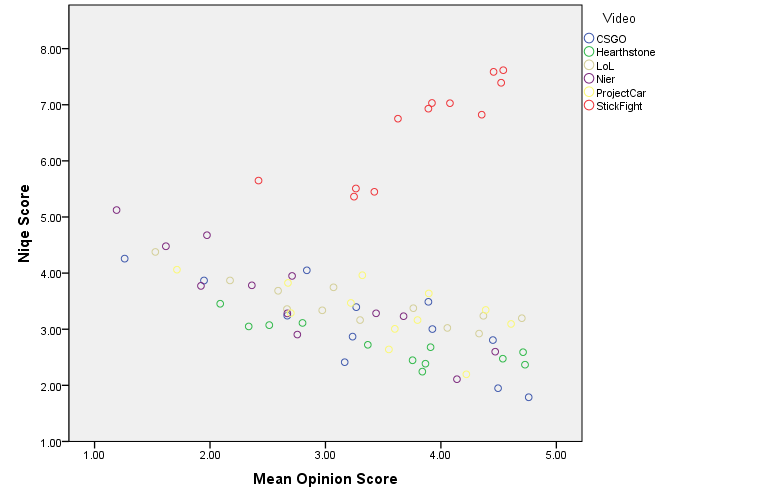 Video
CSGO
Hearthstone
LoL
Nier
ProjectCar
StickFight
Niqe Score
8.00
7.00
6.00
5.00
4.00
3.00
2.00
1.00
1.00 2.00 3.00 4.00 5.00
Mean Opinion Score